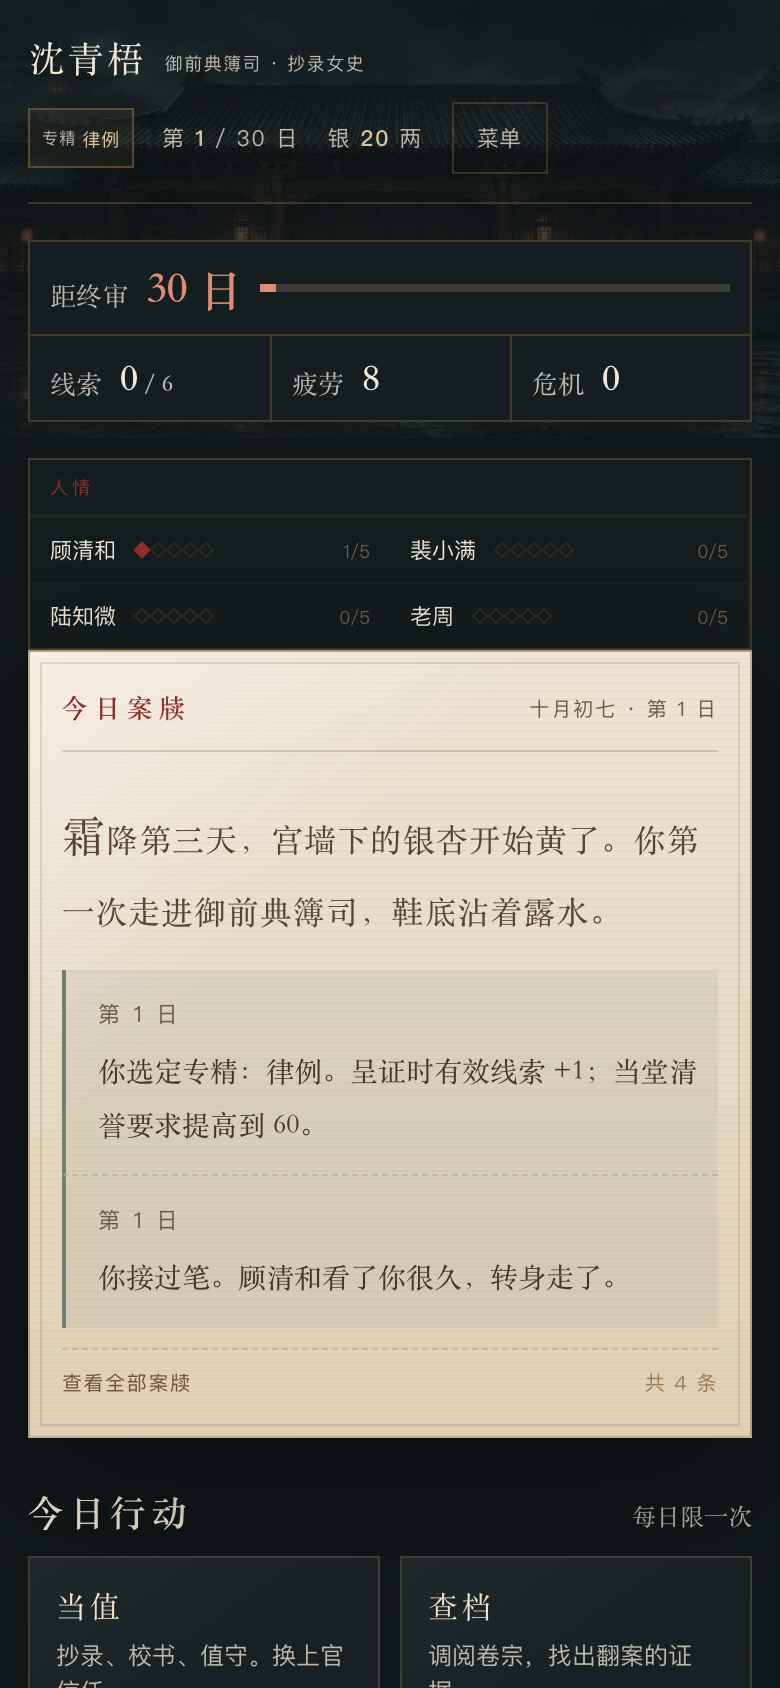 沈青梧 御前典簿司 · 抄录女史
专精 律例 第 1 / 30 日 银 20 两 菜单
距终审 30 日
线索 0 / 6 疲劳 8 危机 0
人情
顾清和 1/5 裴小满 0/5
陆知微 0/5 老周 0/5
今日案牍 十月初七 · 第 1 日
霜降第三天，宫墙下的银杏开始黄了。你第
一次走进御前典簿司，鞋底沾着露水。
第 1 日
你选定专精：律例。呈证时有效线索 +1；当堂清
誉要求提高到 60。
第 1 日
你接过笔。顾清和看了你很久，转身走了。
查看全部案牍 共 4 条
今日行动 每日限一次
当值 查档
抄录、校书、值守。换上官 调阅卷宗，找出翻案的证
信任 据